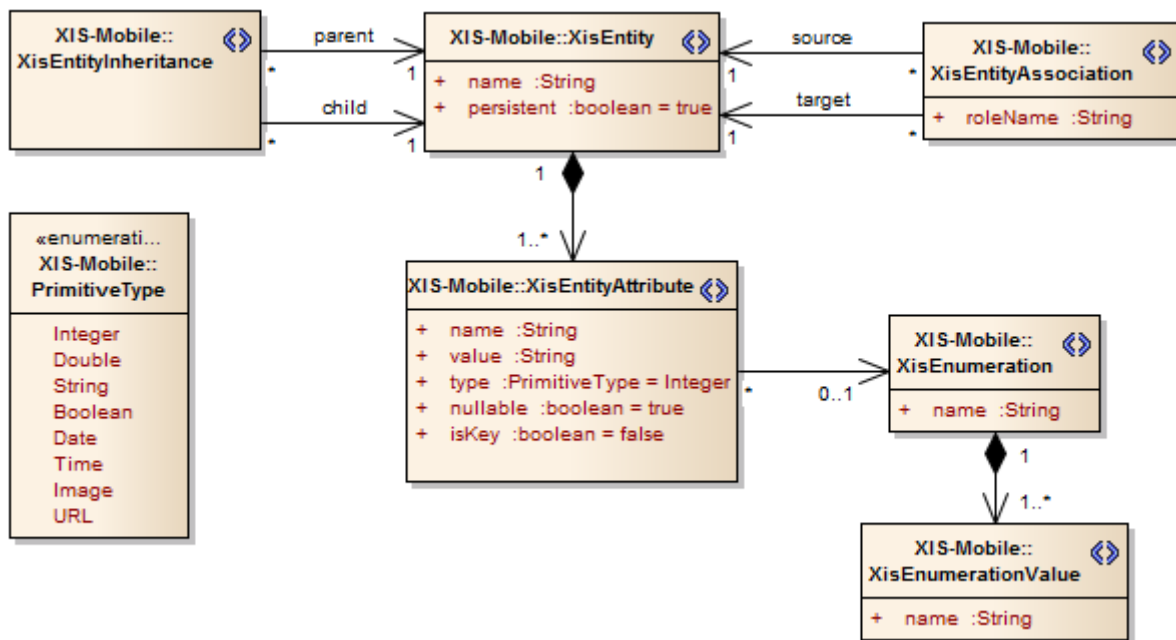 XIS-Mobile::
XisEntityInheritance
parent
*
1
child
*
1
XIS-Mobile::XisEntity
+ name :String
+ persistent :boolean = true
source
1
*
target
1
*
XIS-Mobile::
XisEntityAssociation
+ roleName :String
1
1..*
«enumerati...
XIS-Mobile::
PrimitiveType
Integer
Double
String
Boolean
Date
Time
Image
URL
XIS-Mobile::XisEntityAttribute
+ name :String
+ value :String
+ type :PrimitiveType = Integer
+ nullable :boolean = true
+ isKey :boolean = false
*
0..1
XIS-Mobile::
XisEnumeration
+ name :String
1
1..*
XIS-Mobile::
XisEnumerationValue
+ name :String